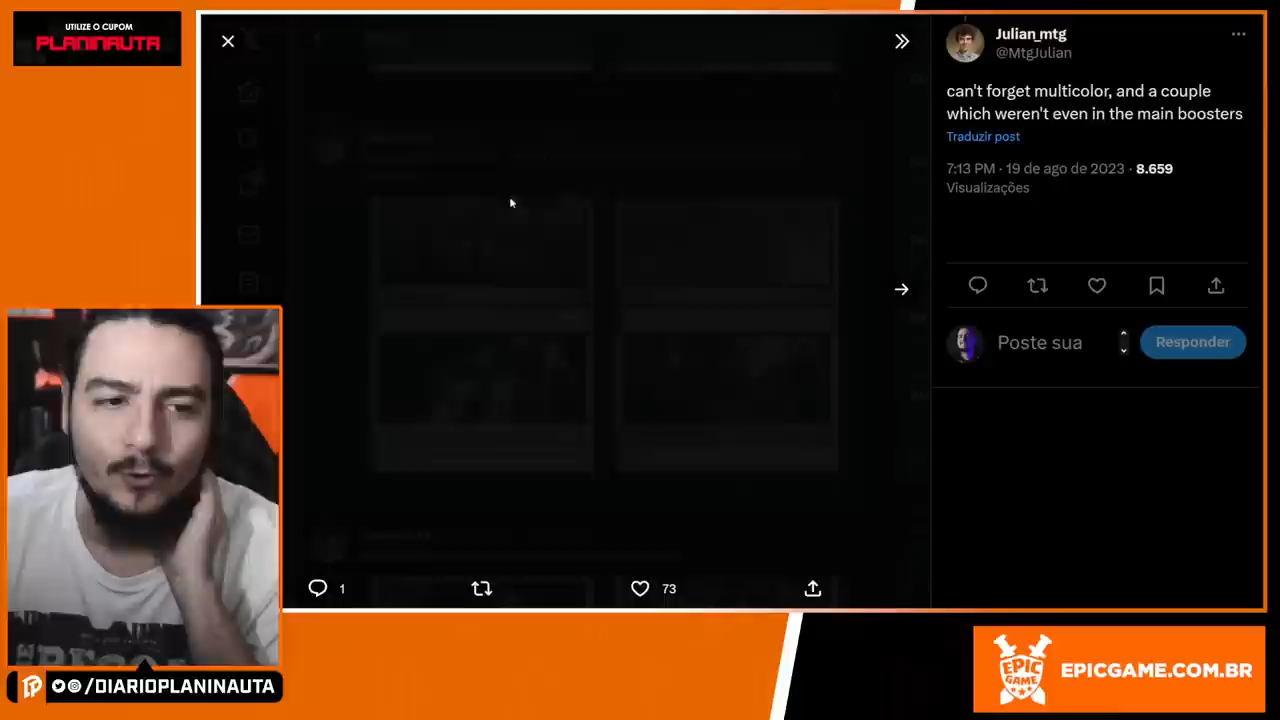 UTILIZE O CUPOM
PLANINAUTA
Julian_mtg
@MtgJulian
can't forget multicolor, and a couple
which weren't even in the main boosters
Traduzir post
7:13 PM · 19 de ago de 2023 · 8.659
Visualizações
Poste sua
Responder
1
73
/DIARIOPLANINAUTA
EPIC
GAME
EPICGAME.COM.BR